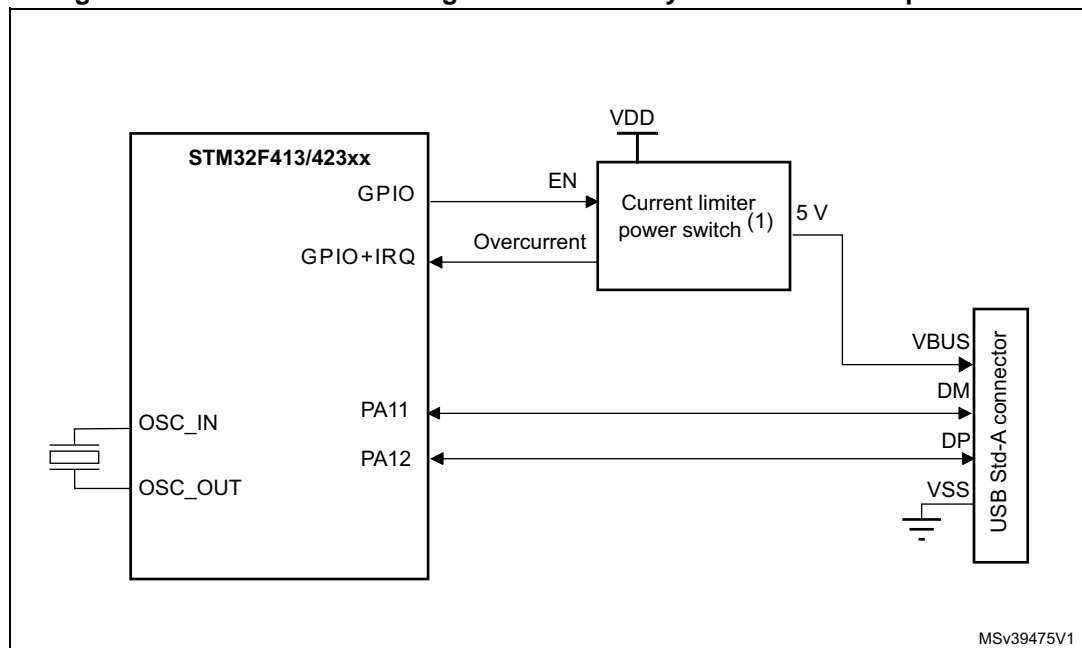 VDD
STM32F413/423xx
GPIO
EN
Current limiter
power switch (1)
5 V
Overcurrent
GPIO+IRQ
VBUS
DM
PA11
OSC_IN
DP
PA12
OSC_OUT
VSS
USB Std-A connector
MSv39475V1